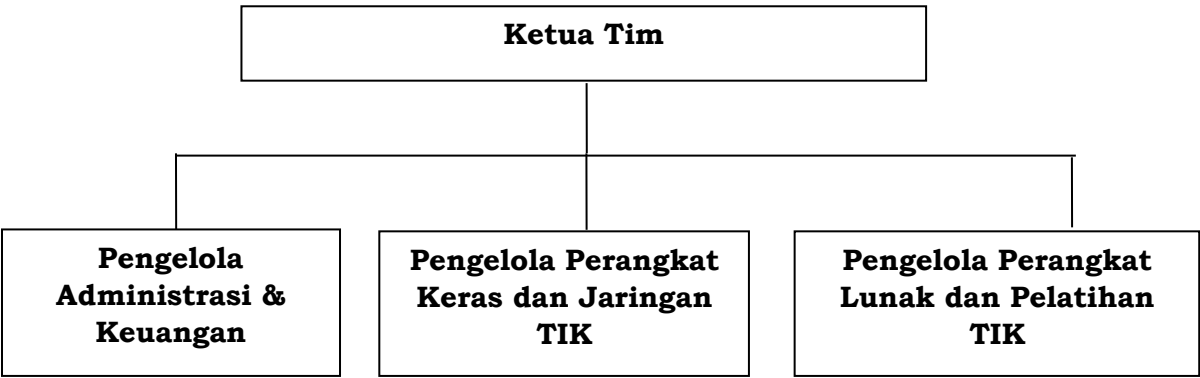 Ketua Tim
Pengelola
Administrasi &
Keuangan
Pengelola Perangkat
Keras dan Jaringan
TIK
Pengelola Perangkat
Lunak dan Pelatihan
TIK